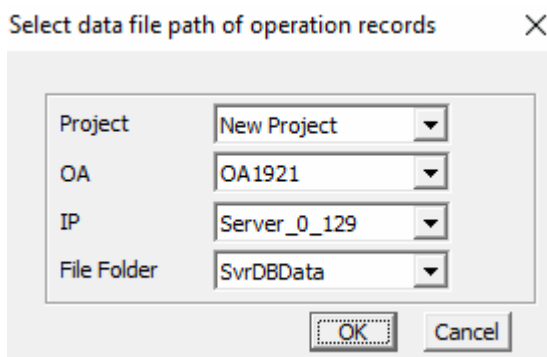 Select data file path of operation records
Project New Project
OA OA1921
IP Server_0_129
File Folder SvrDBData
OK Cancel